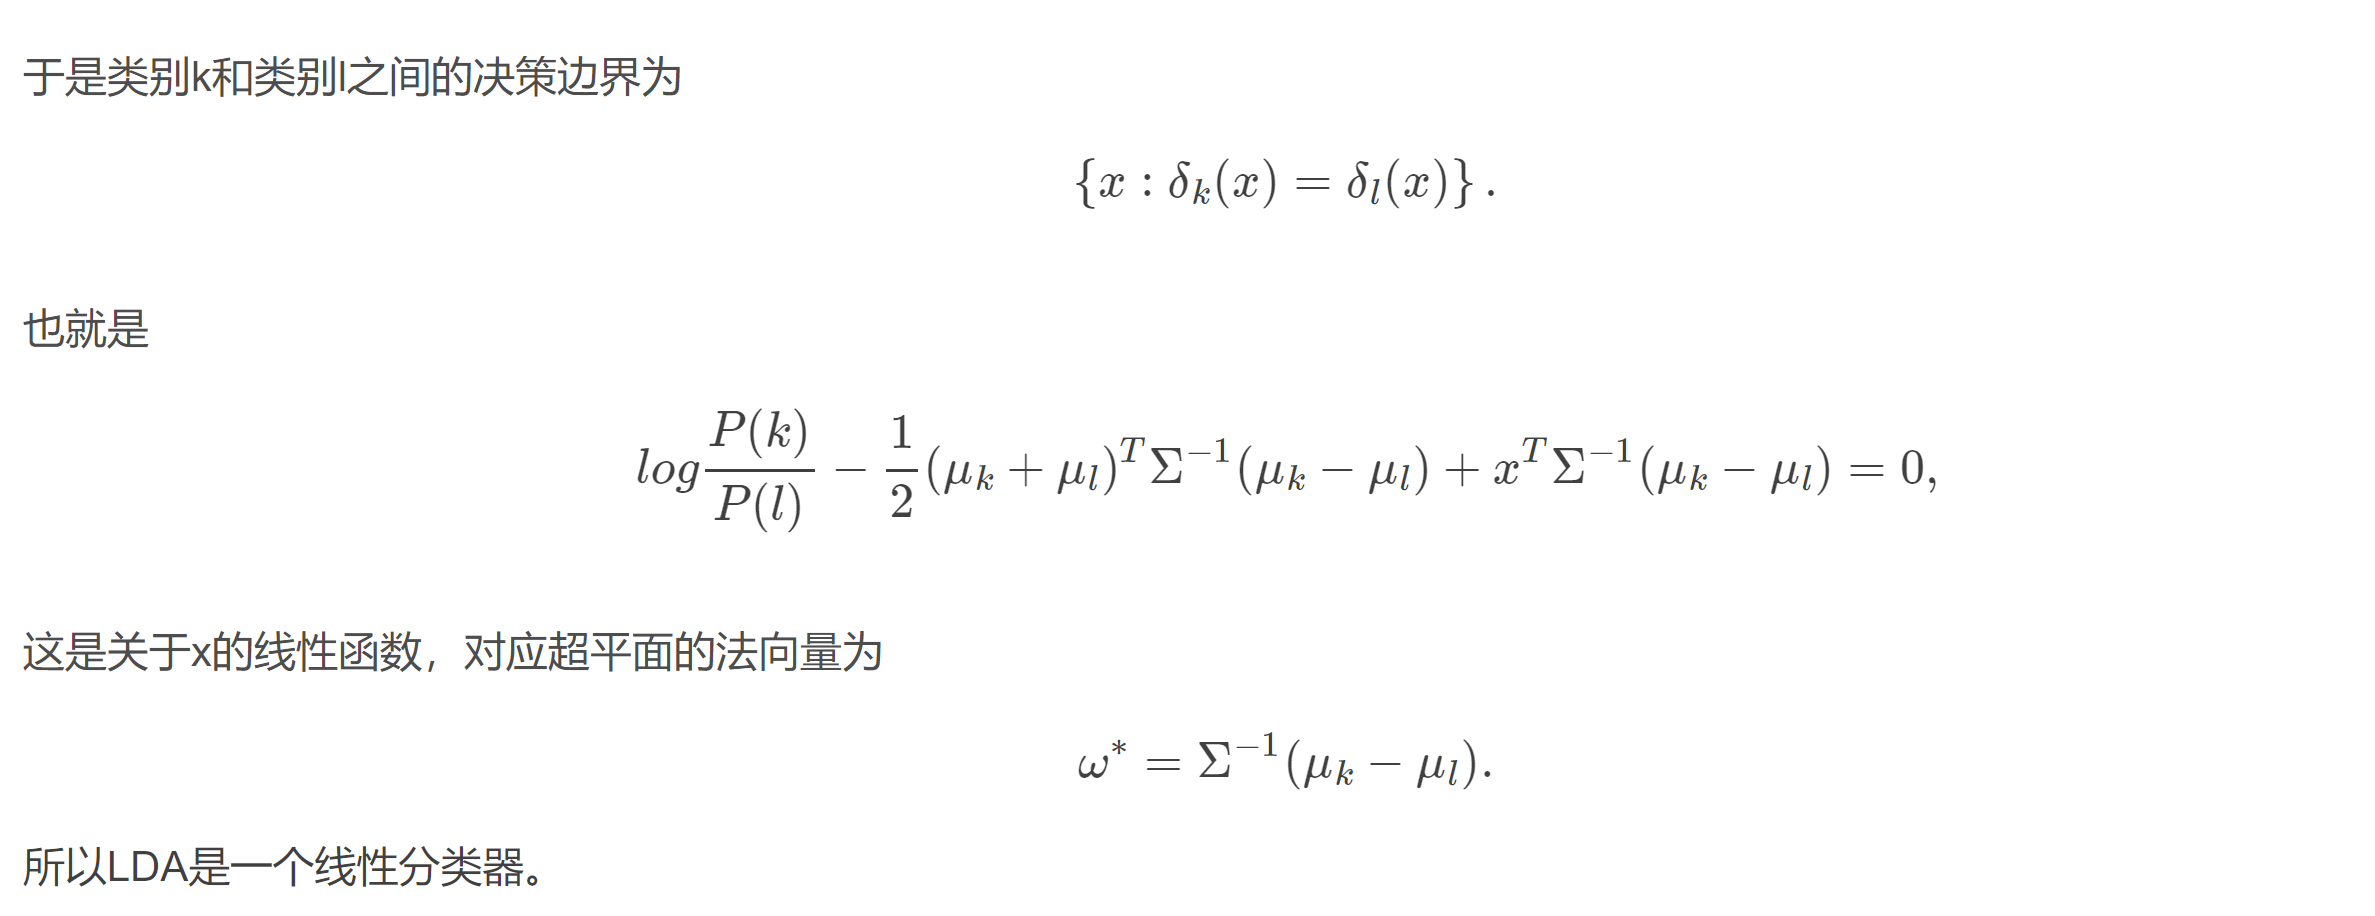 于是类别k和类别l之间的决策边界为
{x : δ_k(x) = δ_l(x)} .
也就是
log \frac{P(k)}{P(l)} − \frac{1}{2}(μ_k + μ_l)^T Σ^{−1}(μ_k − μ_l) + x^T Σ^{−1}(μ_k − μ_l) = 0,
这是关于x的线性函数，对应超平面的法向量为
ω^* = Σ^{−1}(μ_k − μ_l).
所以LDA是一个线性分类器。